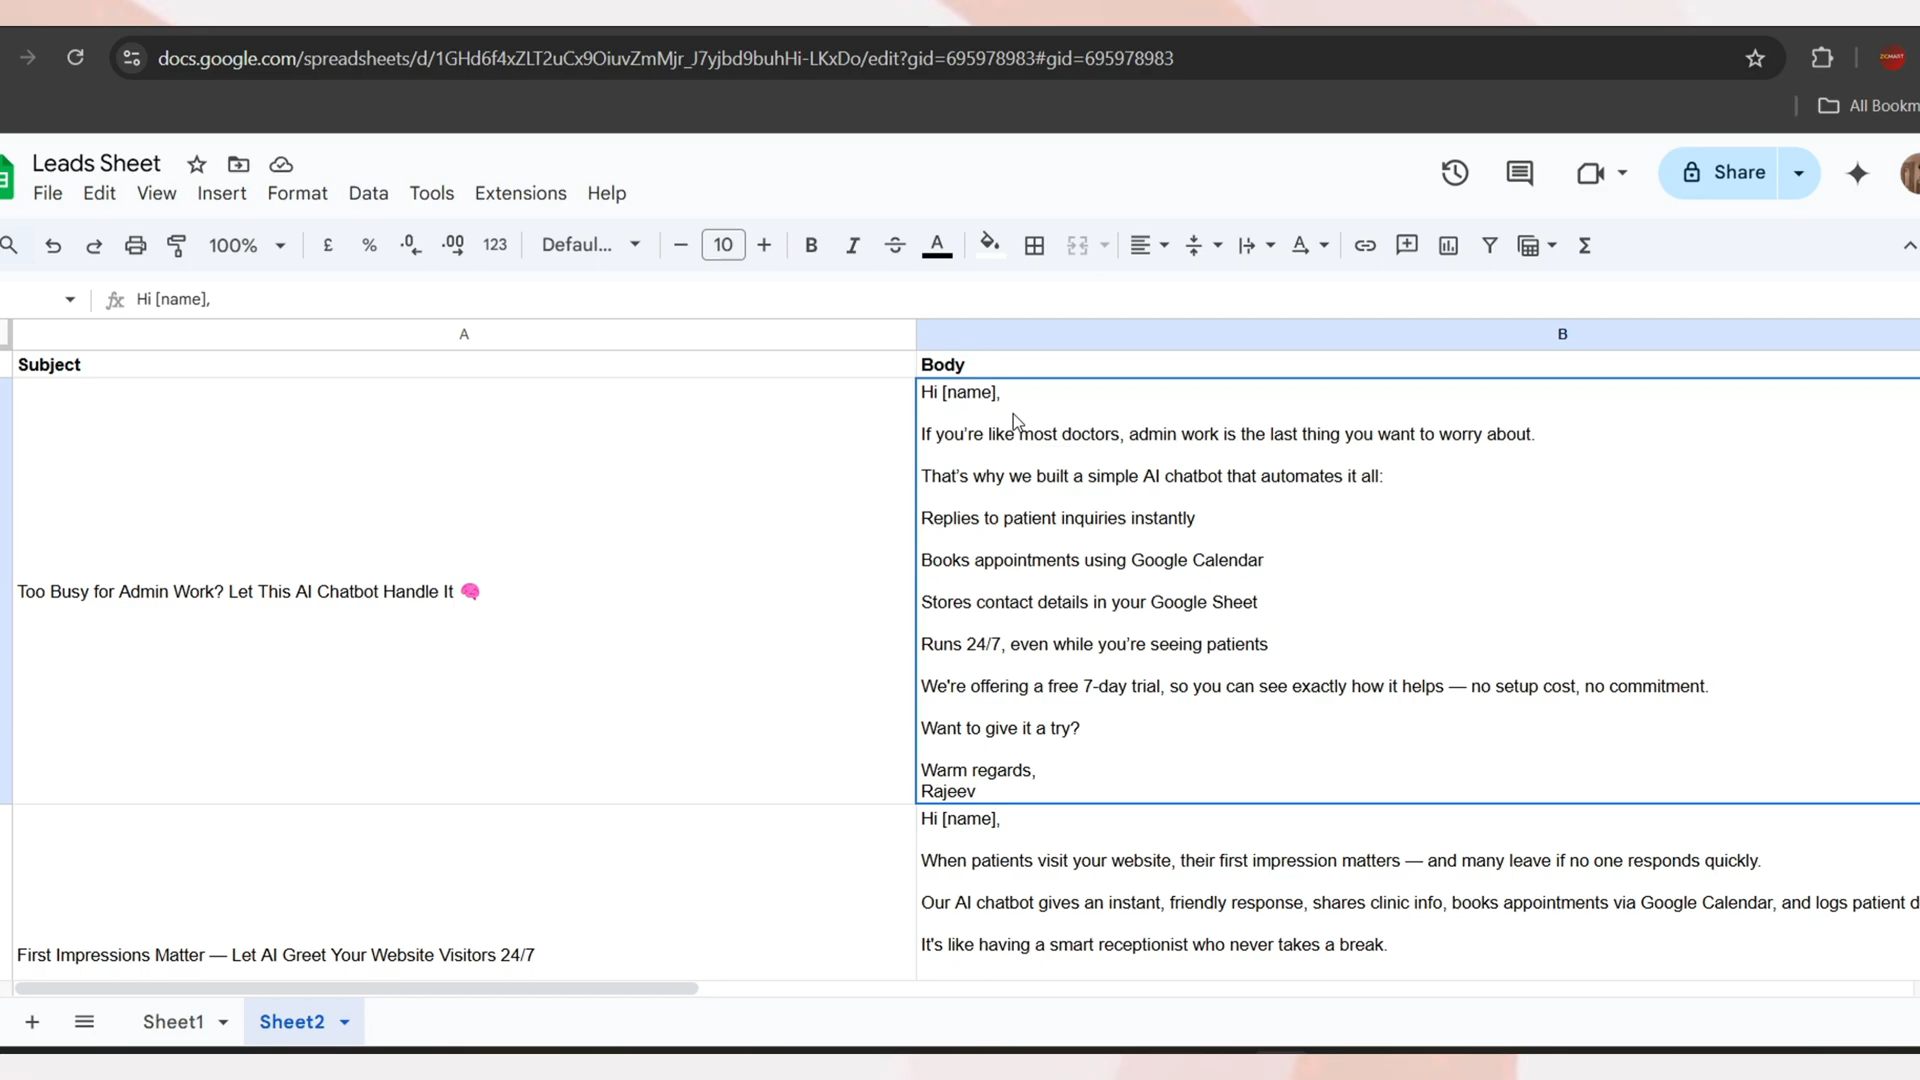 docs.google.com/spreadsheets/d/1GHd6f4xZLT2uCx9OiuvZmMjr_J7yjbd9buhHi-LKxDo/edit?gid=695978983#gid=695978983
ZICMART
All Bookm
Leads Sheet
File Edit View Insert Format Data Tools Extensions Help
Share
100% £ % .0 .00 123 Defaul... 10 B I A
fx Hi [name],
A B
Subject Body
Hi [name],
If you're like most doctors, admin work is the last thing you want to worry about.
That's why we built a simple AI chatbot that automates it all:
Replies to patient inquiries instantly
Books appointments using Google Calendar
Too Busy for Admin Work? Let This AI Chatbot Handle It 🧠
Stores contact details in your Google Sheet
Runs 24/7, even while you're seeing patients
We're offering a free 7-day trial, so you can see exactly how it helps — no setup cost, no commitment.
Want to give it a try?
Warm regards,
Rajeev
Hi [name],
When patients visit your website, their first impression matters — and many leave if no one responds quickly.
Our AI chatbot gives an instant, friendly response, shares clinic info, books appointments via Google Calendar, and logs patient d
It's like having a smart receptionist who never takes a break.
First Impressions Matter — Let AI Greet Your Website Visitors 24/7
Sheet1 Sheet2